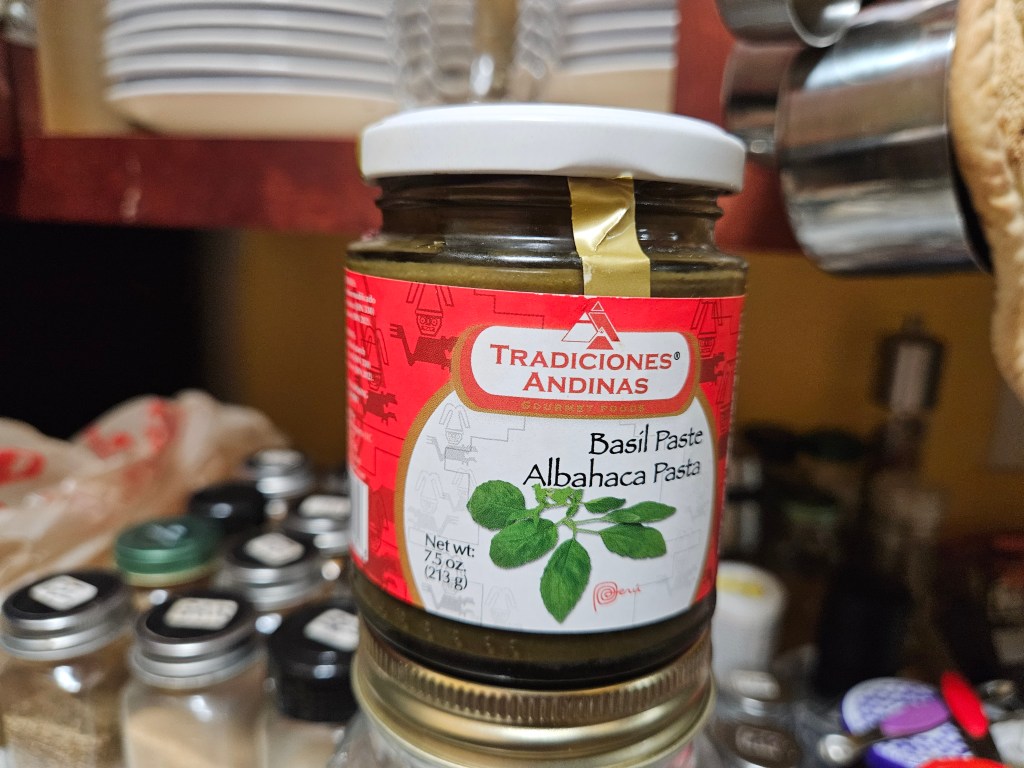 TRADICIONES®
ANDINAS
GOURMET FOODS
Basil Paste
Albahaca Pasta
Net wt:
7.5 oz.
(213 g)
Perú